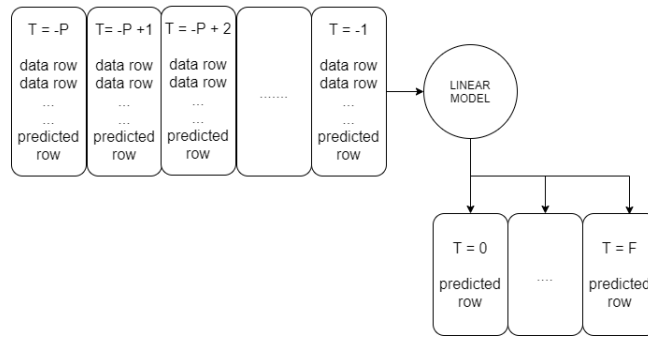 T = -P
data row
data row
...
...
predicted
row
T= -P +1
data row
data row
...
...
predicted
row
T = -P + 2
data row
data row
...
...
predicted
row
.......
T = -1
data row
data row
...
...
predicted
row
LINEAR
MODEL
T = 0
predicted
row
....
T = F
predicted
row